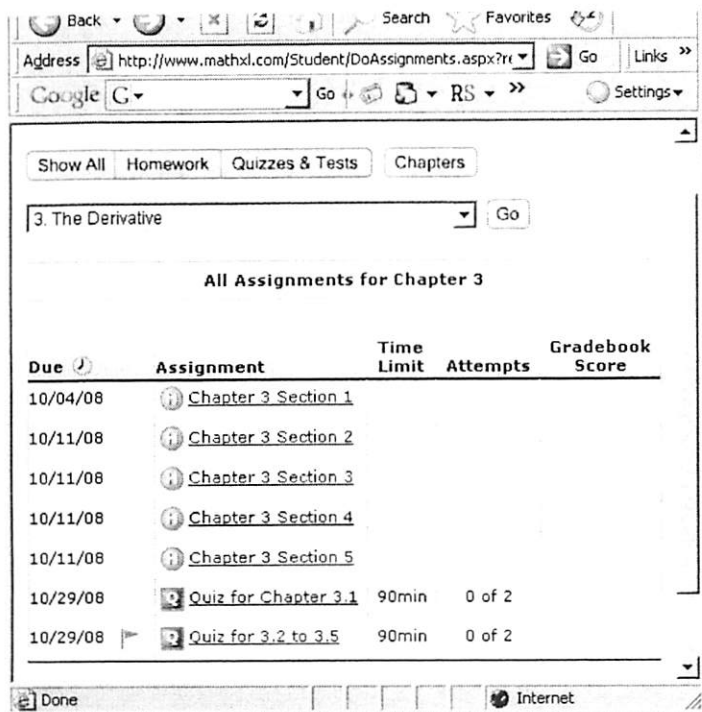 Back Search Favorites
Address http://www.mathxl.com/Student/DoAssignments.aspx?re Go Links »
Google G Go RS » Settings
Show All Homework Quizzes & Tests Chapters
3. The Derivative Go
All Assignments for Chapter 3
Due Assignment Time Limit Attempts Gradebook Score
10/04/08 Chapter 3 Section 1
10/11/08 Chapter 3 Section 2
10/11/08 Chapter 3 Section 3
10/11/08 Chapter 3 Section 4
10/11/08 Chapter 3 Section 5
10/29/08 Quiz for Chapter 3.1 90min 0 of 2
10/29/08 Quiz for 3.2 to 3.5 90min 0 of 2
Done Internet